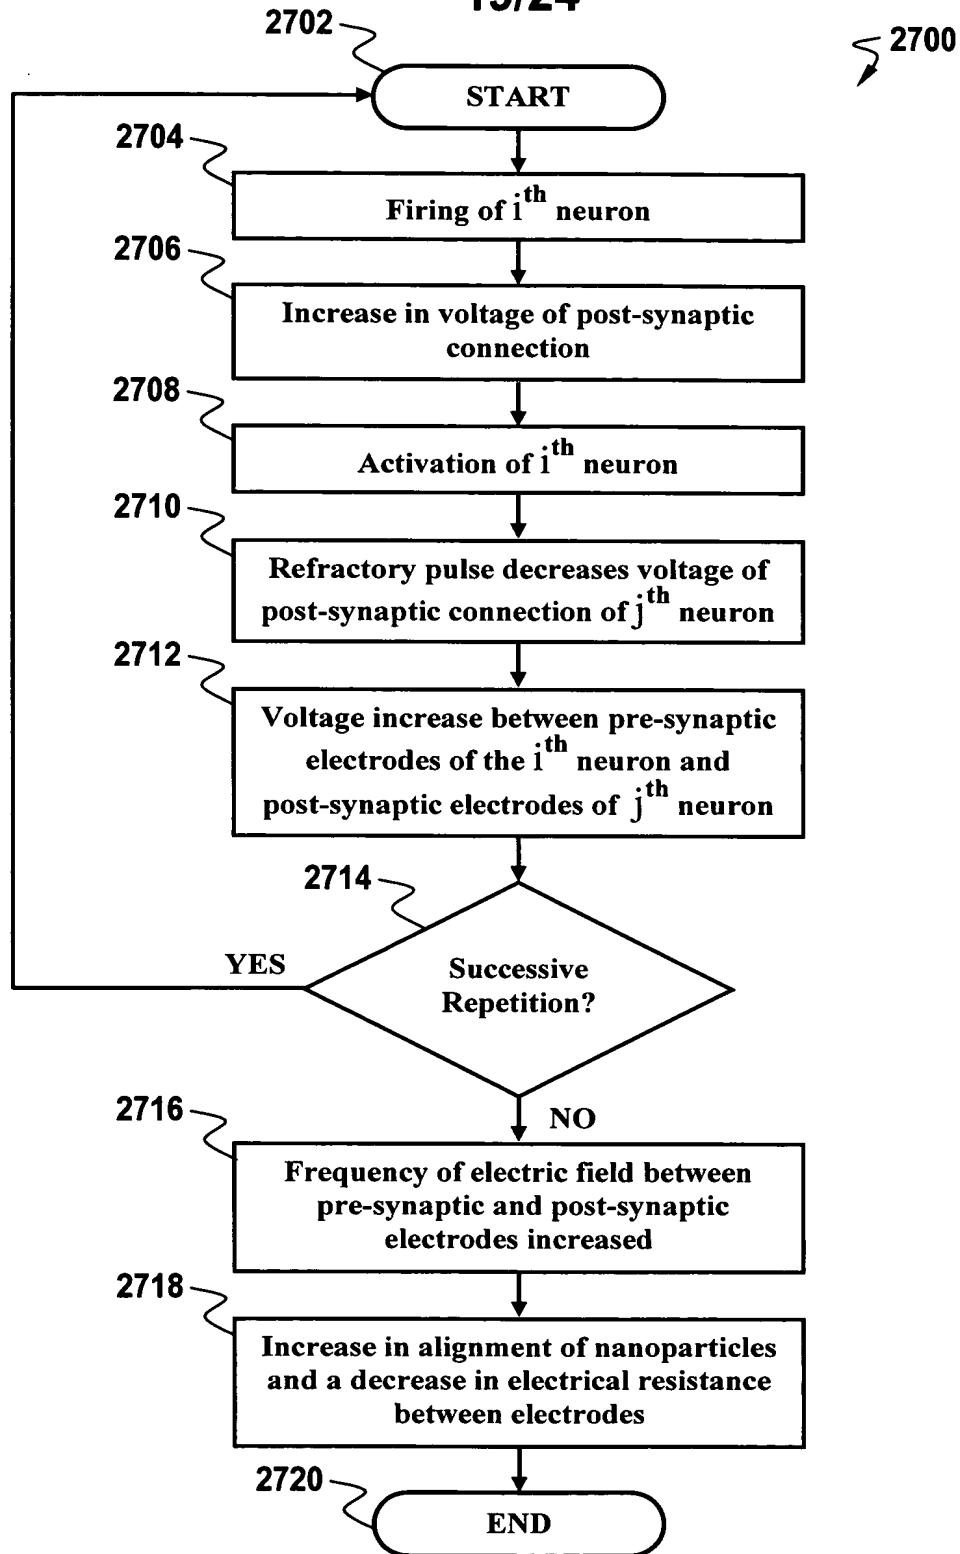 2702
2700
START
2704
Firing of i^th neuron
2706
Increase in voltage of post-synaptic
connection
2708
Activation of i^th neuron
2710
Refractory pulse decreases voltage of
post-synaptic connection of j^th neuron
2712
Voltage increase between pre-synaptic
electrodes of the i^th neuron and
post-synaptic electrodes of j^th neuron
2714
YES
Successive
Repetition?
NO
2716
Frequency of electric field between
pre-synaptic and post-synaptic
electrodes increased
2718
Increase in alignment of nanoparticles
and a decrease in electrical resistance
between electrodes
2720
END